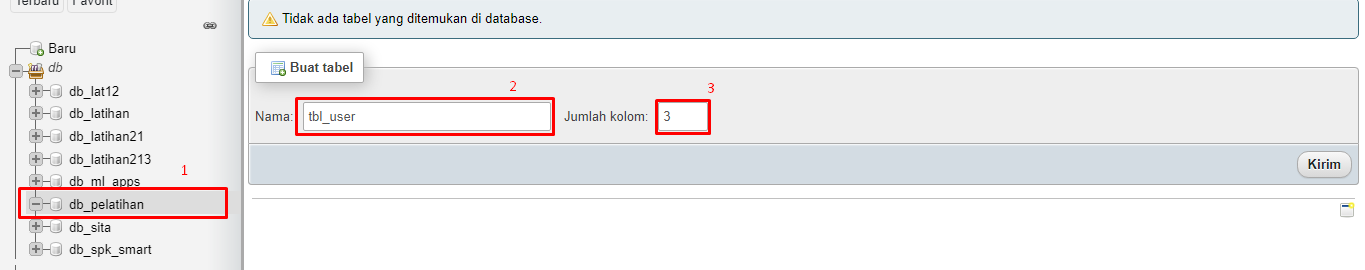 Terbaru Favorit
Baru
db
db_lat12
db_latihan
db_latihan21
db_latihan213
1
db_ml_apps
db_pelatihan
db_sita
db_spk_smart
Tidak ada tabel yang ditemukan di database.
Buat tabel
2 3
Nama: tbl_user Jumlah kolom: 3
Kirim